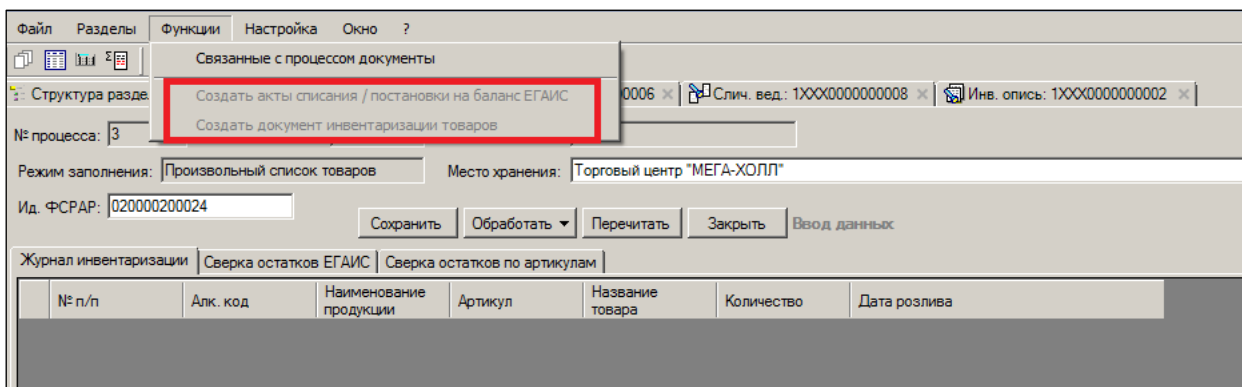 Файл Разделы Функции Настройка Окно ?
Связанные с процессом документы
Создать акты списания / постановки на баланс ЕГАИС
Создать документ инвентаризации товаров
Структура разде 0006 Слич. вед.: 1XXX0000000008 Инв. опись: 1XXX0000000002
№ процесса: 3
Режим заполнения: Произвольный список товаров Место хранения: Торговый центр "МЕГА-ХОЛЛ"
Ид. ФСРАР: 020000200024
Сохранить Обработать Перечитать Закрыть Ввод данных
Журнал инвентаризации Сверка остатков ЕГАИС Сверка остатков по артикулам
№ п/п Алк. код Наименование продукции Артикул Название товара Количество Дата розлива